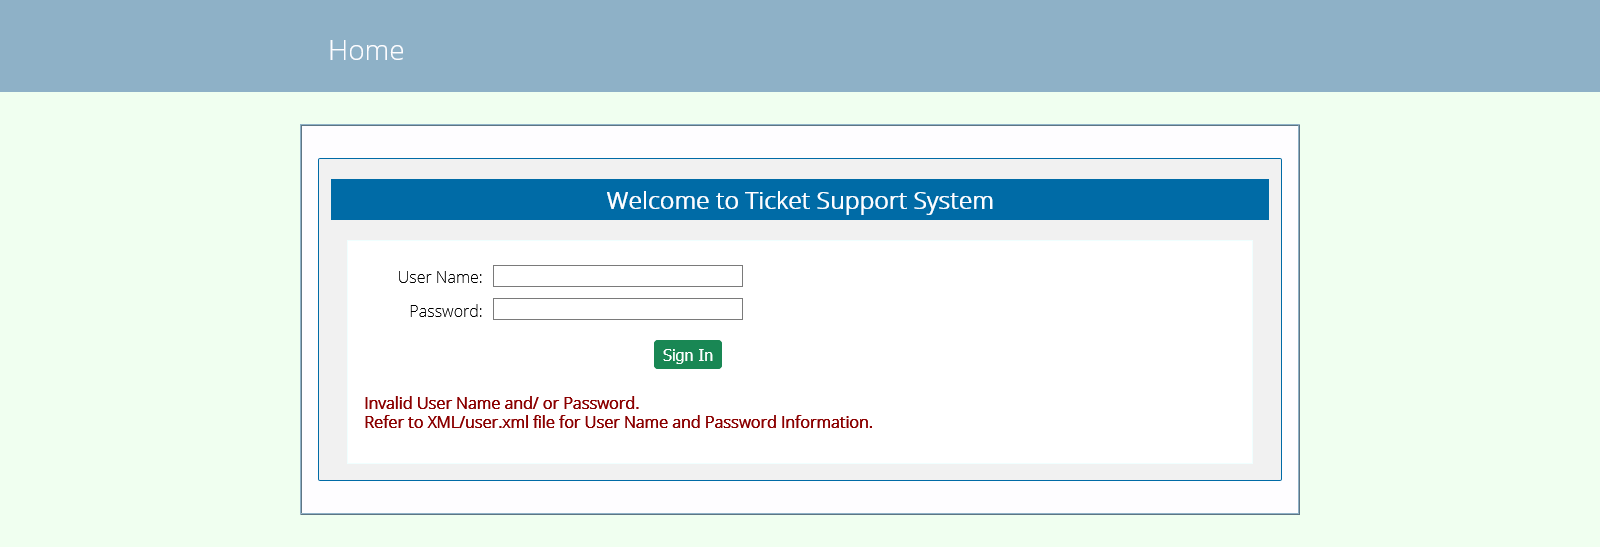 Home
Welcome to Ticket Support System
User Name:
Password:
Sign In
Invalid User Name and/ or Password.
Refer to XML/user.xml file for User Name and Password Information.